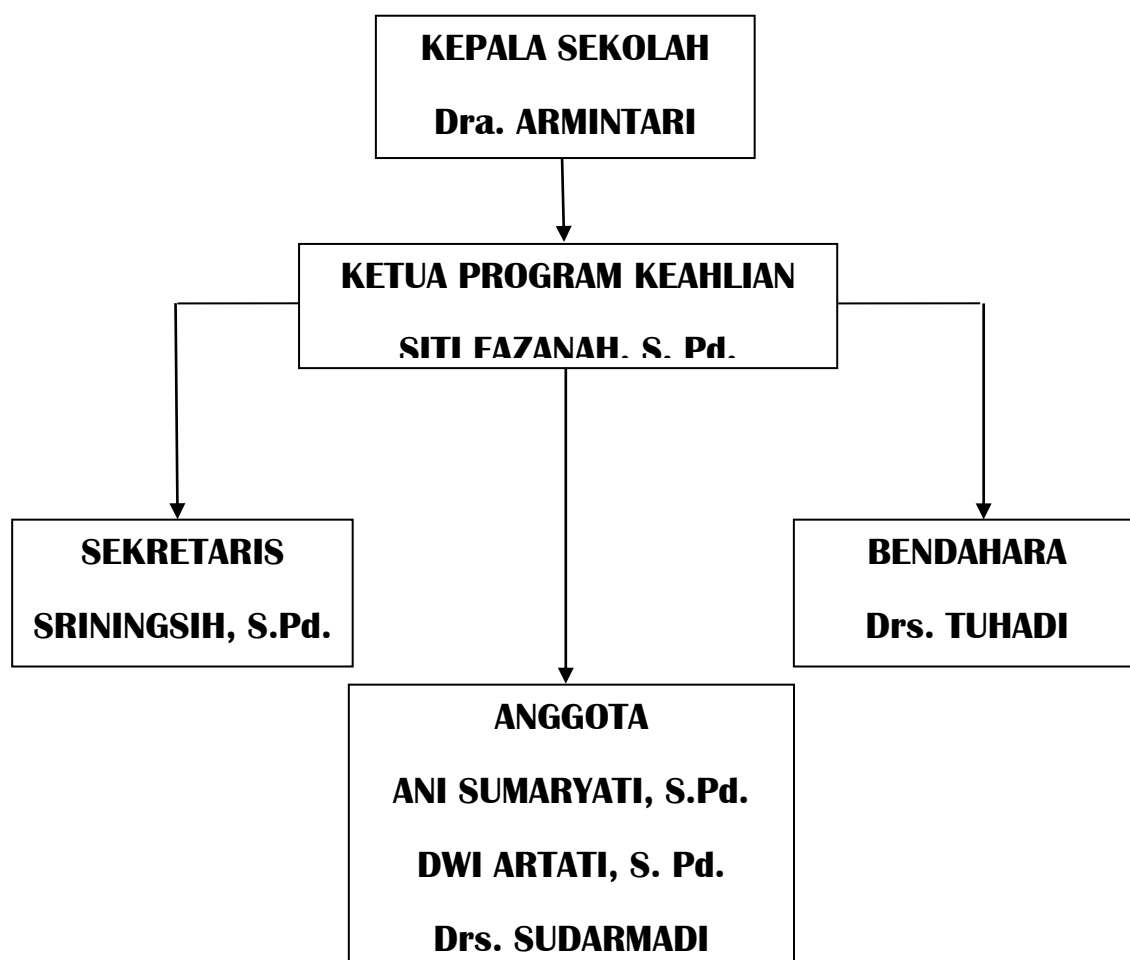 KEPALA SEKOLAH
Dra. ARMINTARI
KETUA PROGRAM KEAHLIAN
SITI FAZANAH, S. Pd.
SEKRETARIS
SRININGSIH, S.Pd.
BENDAHARA
Drs. TUHADI
ANGGOTA
ANI SUMARYATI, S.Pd.
DWI ARTATI, S. Pd.
Drs. SUDARMADI